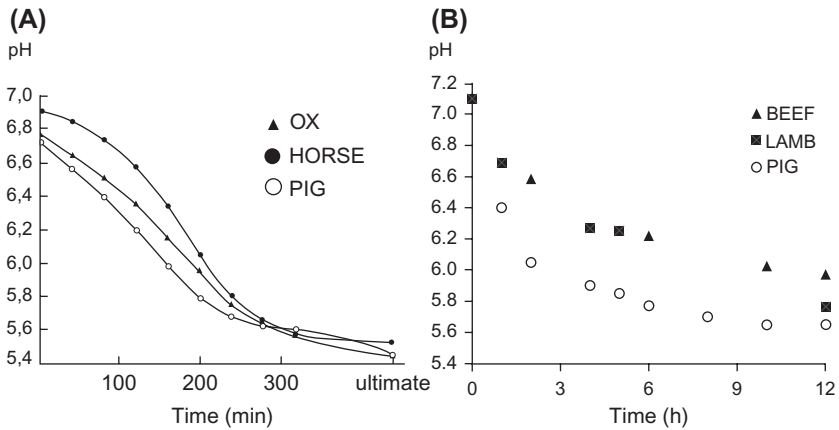 (A)
pH
7,0
6,8
6,6
6,4
6,2
6,0
5,8
5,6
5,4
OX
HORSE
PIG
100
200
300
ultimate
Time (min)
(B)
pH
7.2
7.0
6.8
6.6
6.4
6.2
6.0
5.8
5.6
5.4
BEEF
LAMB
PIG
0
3
6
9
12
Time (h)